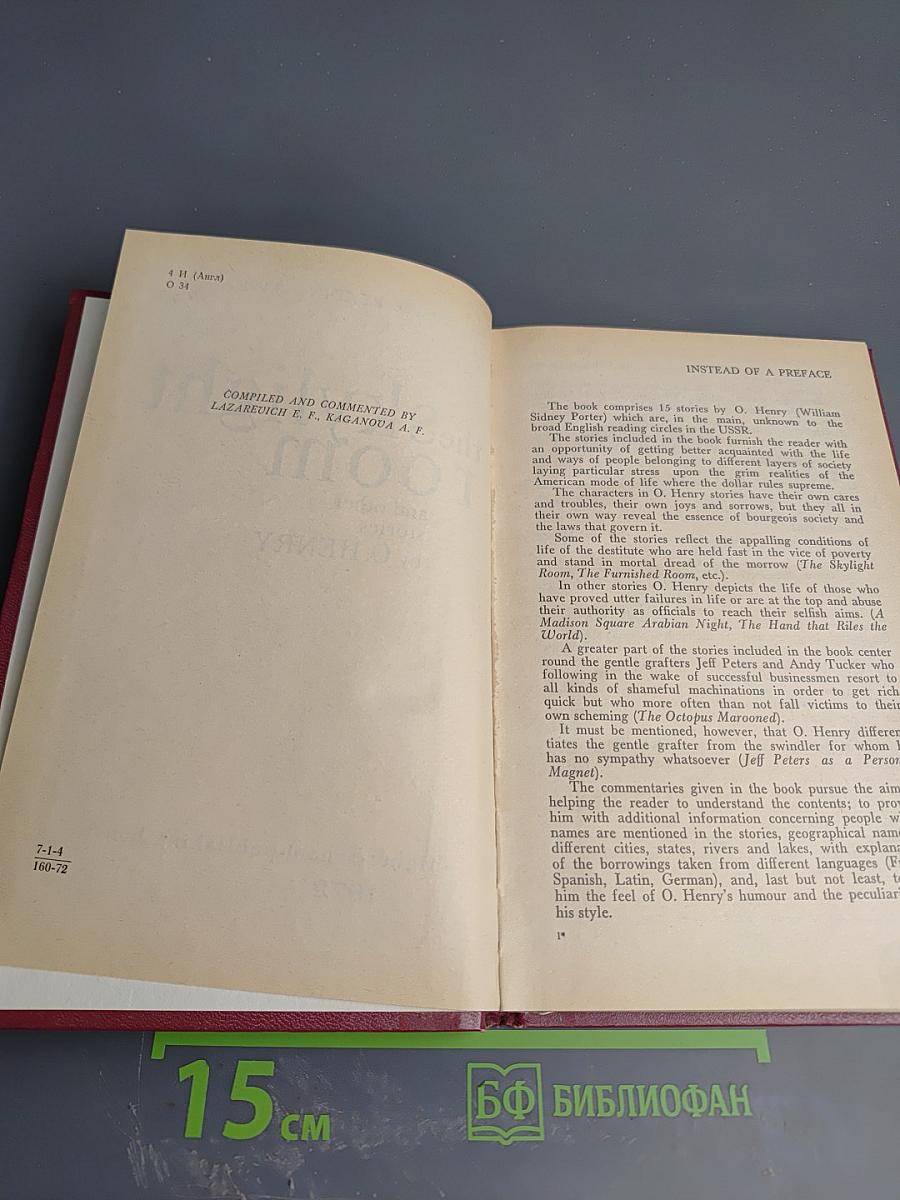 4 И (Англ)
О 34
COMPILED AND COMMENTED BY
LAZAREVICH E. F., KAGANOVA A. F.
7-1-4
160-72
INSTEAD OF A PREFACE
The book comprises 15 stories by O. Henry (William
Sidney Porter) which are, in the main, unknown to the
broad English reading circles in the USSR.
The stories included in the book furnish the reader with
an opportunity of getting better acquainted with the life
and ways of people belonging to different layers of society
laying particular stress upon the grim realities of the
American mode of life where the dollar rules supreme.
The characters in O. Henry stories have their own cares
and troubles, their own joys and sorrows, but they all in
their own way reveal the essence of bourgeois society and
the laws that govern it.
Some of the stories reflect the appalling conditions of
life of the destitute who are held fast in the vice of poverty
and stand in mortal dread of the morrow (The Skylight
Room, The Furnished Room, etc.).
In other stories O. Henry depicts the life of those who
have proved utter failures in life or are at the top and abuse
their authority as officials to reach their selfish aims. (A
Madison Square Arabian Night, The Hand that Riles the
World).
A greater part of the stories included in the book center
round the gentle grafters Jeff Peters and Andy Tucker who
following in the wake of successful businessmen resort to
all kinds of shameful machinations in order to get rich
quick but who more often than not fall victims to their
own scheming (The Octopus Marooned).
It must be mentioned, however, that O. Henry differen
tiates the gentle grafter from the swindler for whom
has no sympathy whatsoever (Jeff Peters as a Person
Magnet).
The commentaries given in the book pursue the aim
helping the reader to understand the contents; to prov
him with additional information concerning people w
names are mentioned in the stories, geographical nam
different cities, states, rivers and lakes, with explana
of the borrowings taken from different languages (F
Spanish, Latin, German), and, last but not least, t
him the feel of O. Henry's humour and the peculiar
his style.
1*
15 см
БФ БИБЛИОФАН